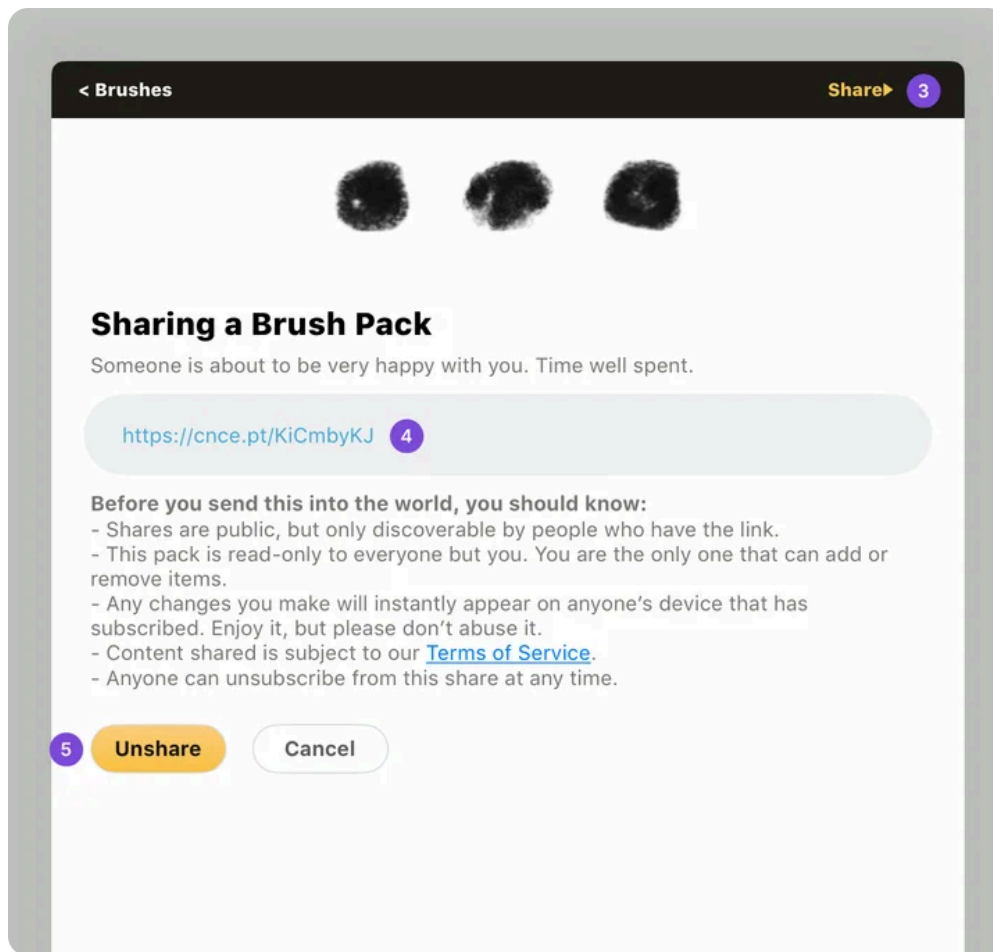 < Brushes
Share▸ 3
Sharing a Brush Pack
Someone is about to be very happy with you. Time well spent.
https://cnce.pt/KiCmbyKJ 4
Before you send this into the world, you should know:
- Shares are public, but only discoverable by people who have the link.
- This pack is read-only to everyone but you. You are the only one that can add or
remove items.
- Any changes you make will instantly appear on anyone’s device that has
subscribed. Enjoy it, but please don’t abuse it.
- Content shared is subject to our Terms of Service.
- Anyone can unsubscribe from this share at any time.
5 Unshare
Cancel